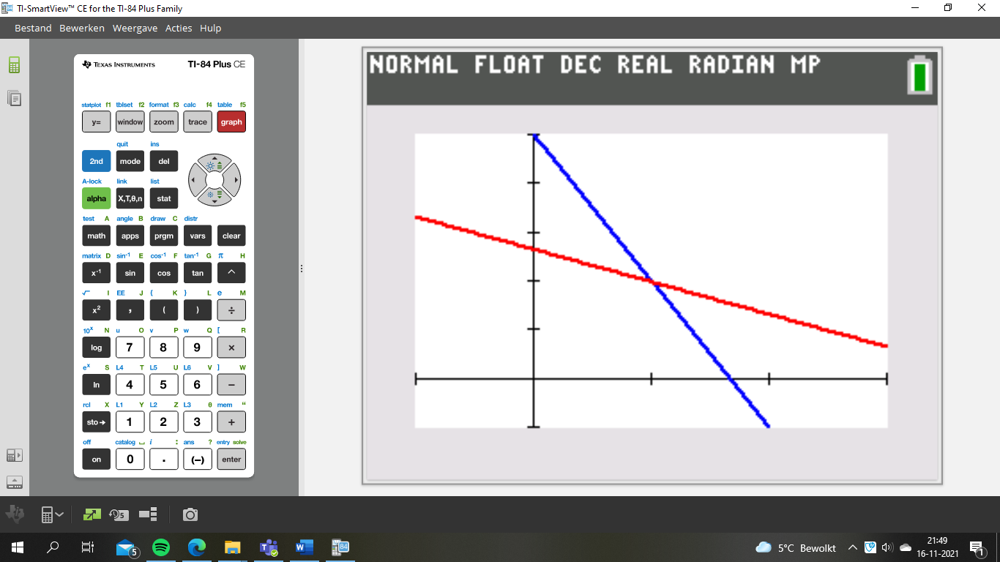 TI-SmartView™ CE for the TI-84 Plus Family
Bestand Bewerken Weergave Acties Hulp
TEXAS INSTRUMENTS TI-84 Plus CE
statplot f1 tblset f2 format f3 calc f4 table f5
y= window zoom trace graph
quit ins
2nd mode del
A-lock link list
alpha X,T,θ,n stat
test A angle B draw C distr
math apps prgm vars clear
matrix D sin⁻¹ E cos⁻¹ F tan⁻¹ G π H
x⁻¹ sin cos tan ^
√ I EE J { K } L e M
x² , ( ) ÷
10ˣ N u O v P w Q [ R
log 7 8 9 ×
eˣ S L4 T L5 U L6 V ] W
ln 4 5 6 −
rcl X L1 Y L2 Z L3 θ mem “
sto→ 1 2 3 +
off catalog ⎵ i : ans ? entry solve
on 0 . (−) enter
NORMAL FLOAT DEC REAL RADIAN MP
5
5
84
5°C Bewolkt
21:49
16-11-2021
1